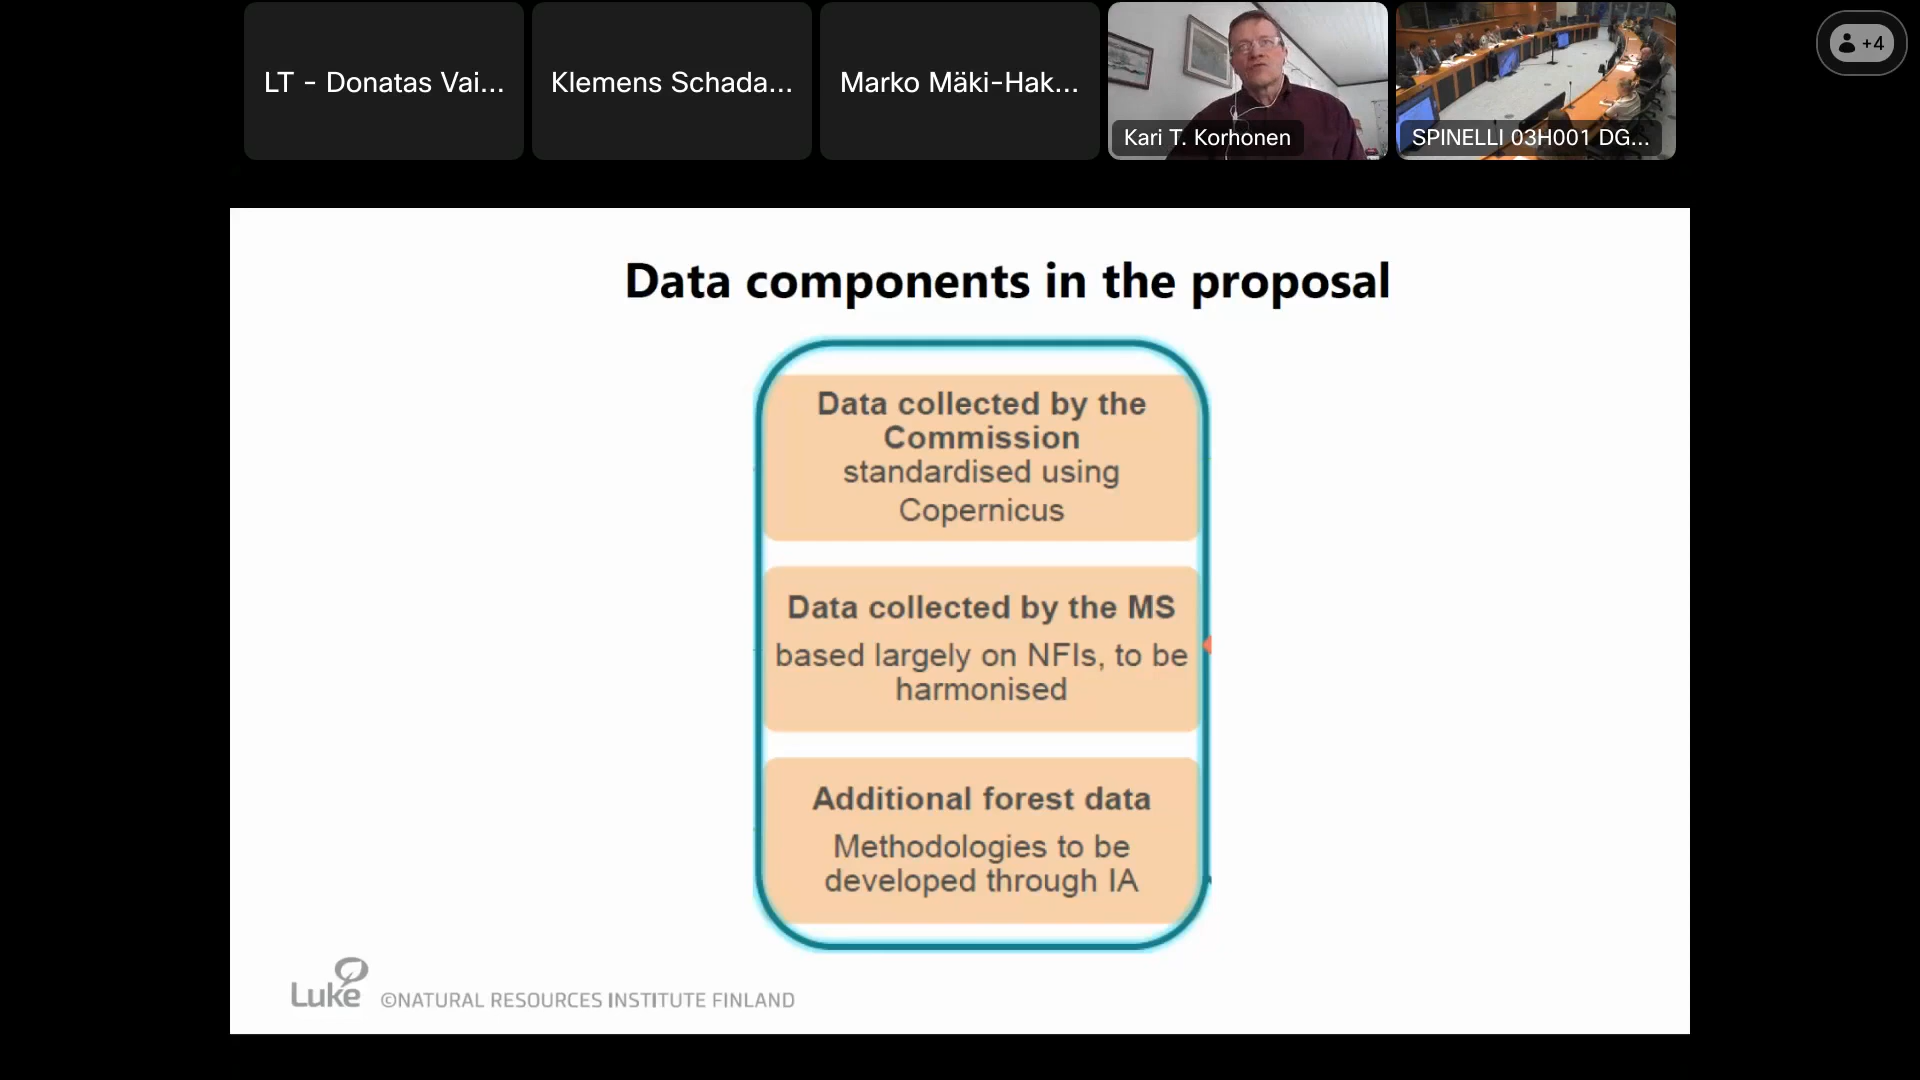 LT - Donatas Vai...
Klemens Schada...
Marko Mäki-Hak...
Kari T. Korhonen
SPINELLI 03H001 DG...
+4
Data components in the proposal
Data collected by the
Commission
standardised using
Copernicus
Data collected by the MS
based largely on NFIs, to be
harmonised
Additional forest data
Methodologies to be
developed through IA
Luke ©NATURAL RESOURCES INSTITUTE FINLAND